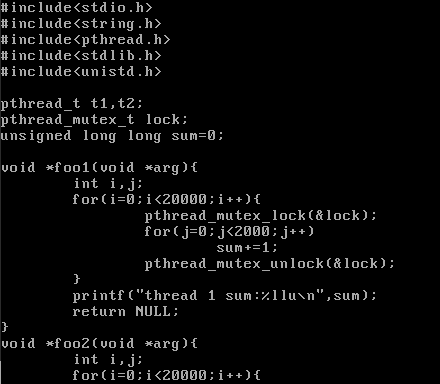 #include<stdio.h>
#include<string.h>
#include<pthread.h>
#include<stdlib.h>
#include<unistd.h>

pthread_t t1,t2;
pthread_mutex_t lock;
unsigned long long sum=0;

void *foo1(void *arg){
        int i,j;
        for(i=0;i<20000;i++){
                pthread_mutex_lock(&lock);
                for(j=0;j<2000;j++)
                        sum+=1;
                pthread_mutex_unlock(&lock);
        }
        printf("thread 1 sum:%llu\n",sum);
        return NULL;
}
void *foo2(void *arg){
        int i,j;
        for(i=0;i<20000;i++){